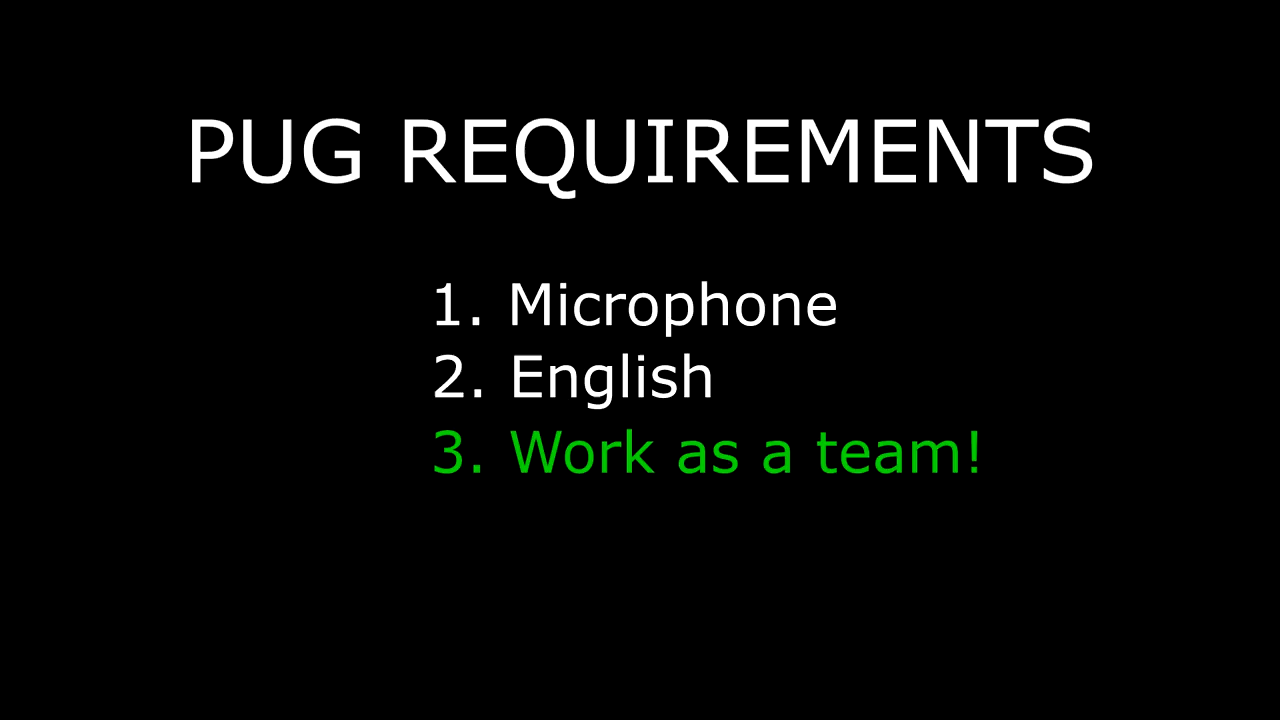 PUG REQUIREMENTS
1. Microphone
2. English
3. Work as a team!